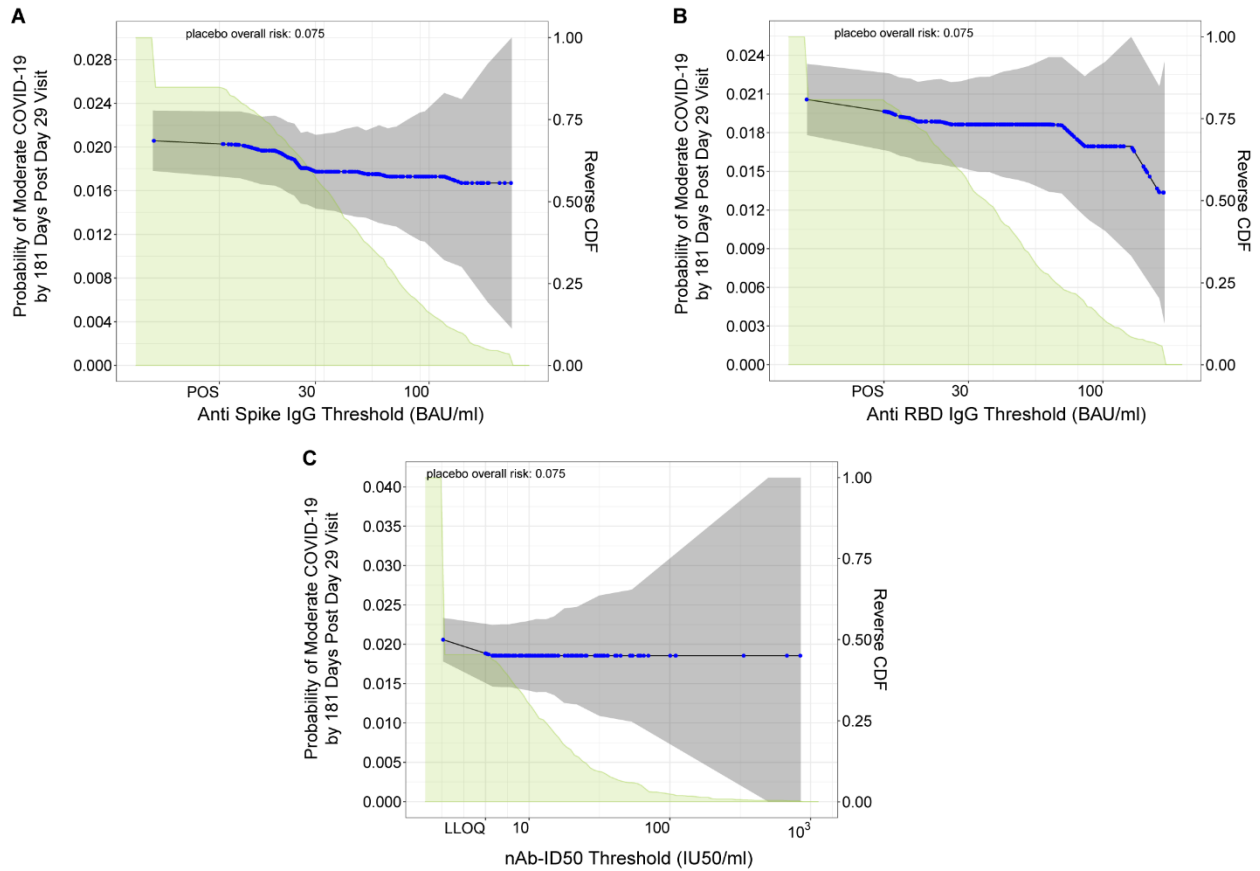 A
placebo overall risk: 0.075
Probability of Moderate COVID-19
by 181 Days Post Day 29 Visit
0.028
0.024
0.020
0.016
0.012
0.008
0.004
0.000
1.00
0.75
0.50
0.25
0.00
Reverse CDF
POS
30
100
Anti Spike IgG Threshold (BAU/ml)
B
placebo overall risk: 0.075
Probability of Moderate COVID-19
by 181 Days Post Day 29 Visit
0.024
0.021
0.018
0.015
0.012
0.009
0.006
0.003
0.000
1.00
0.75
0.50
0.25
0.00
Reverse CDF
POS
30
100
Anti RBD IgG Threshold (BAU/ml)
C
placebo overall risk: 0.075
Probability of Moderate COVID-19
by 181 Days Post Day 29 Visit
0.040
0.035
0.030
0.025
0.020
0.015
0.010
0.005
0.000
1.00
0.75
0.50
0.25
0.00
Reverse CDF
LLOQ
10
100
10³
nAb-ID50 Threshold (IU50/ml)